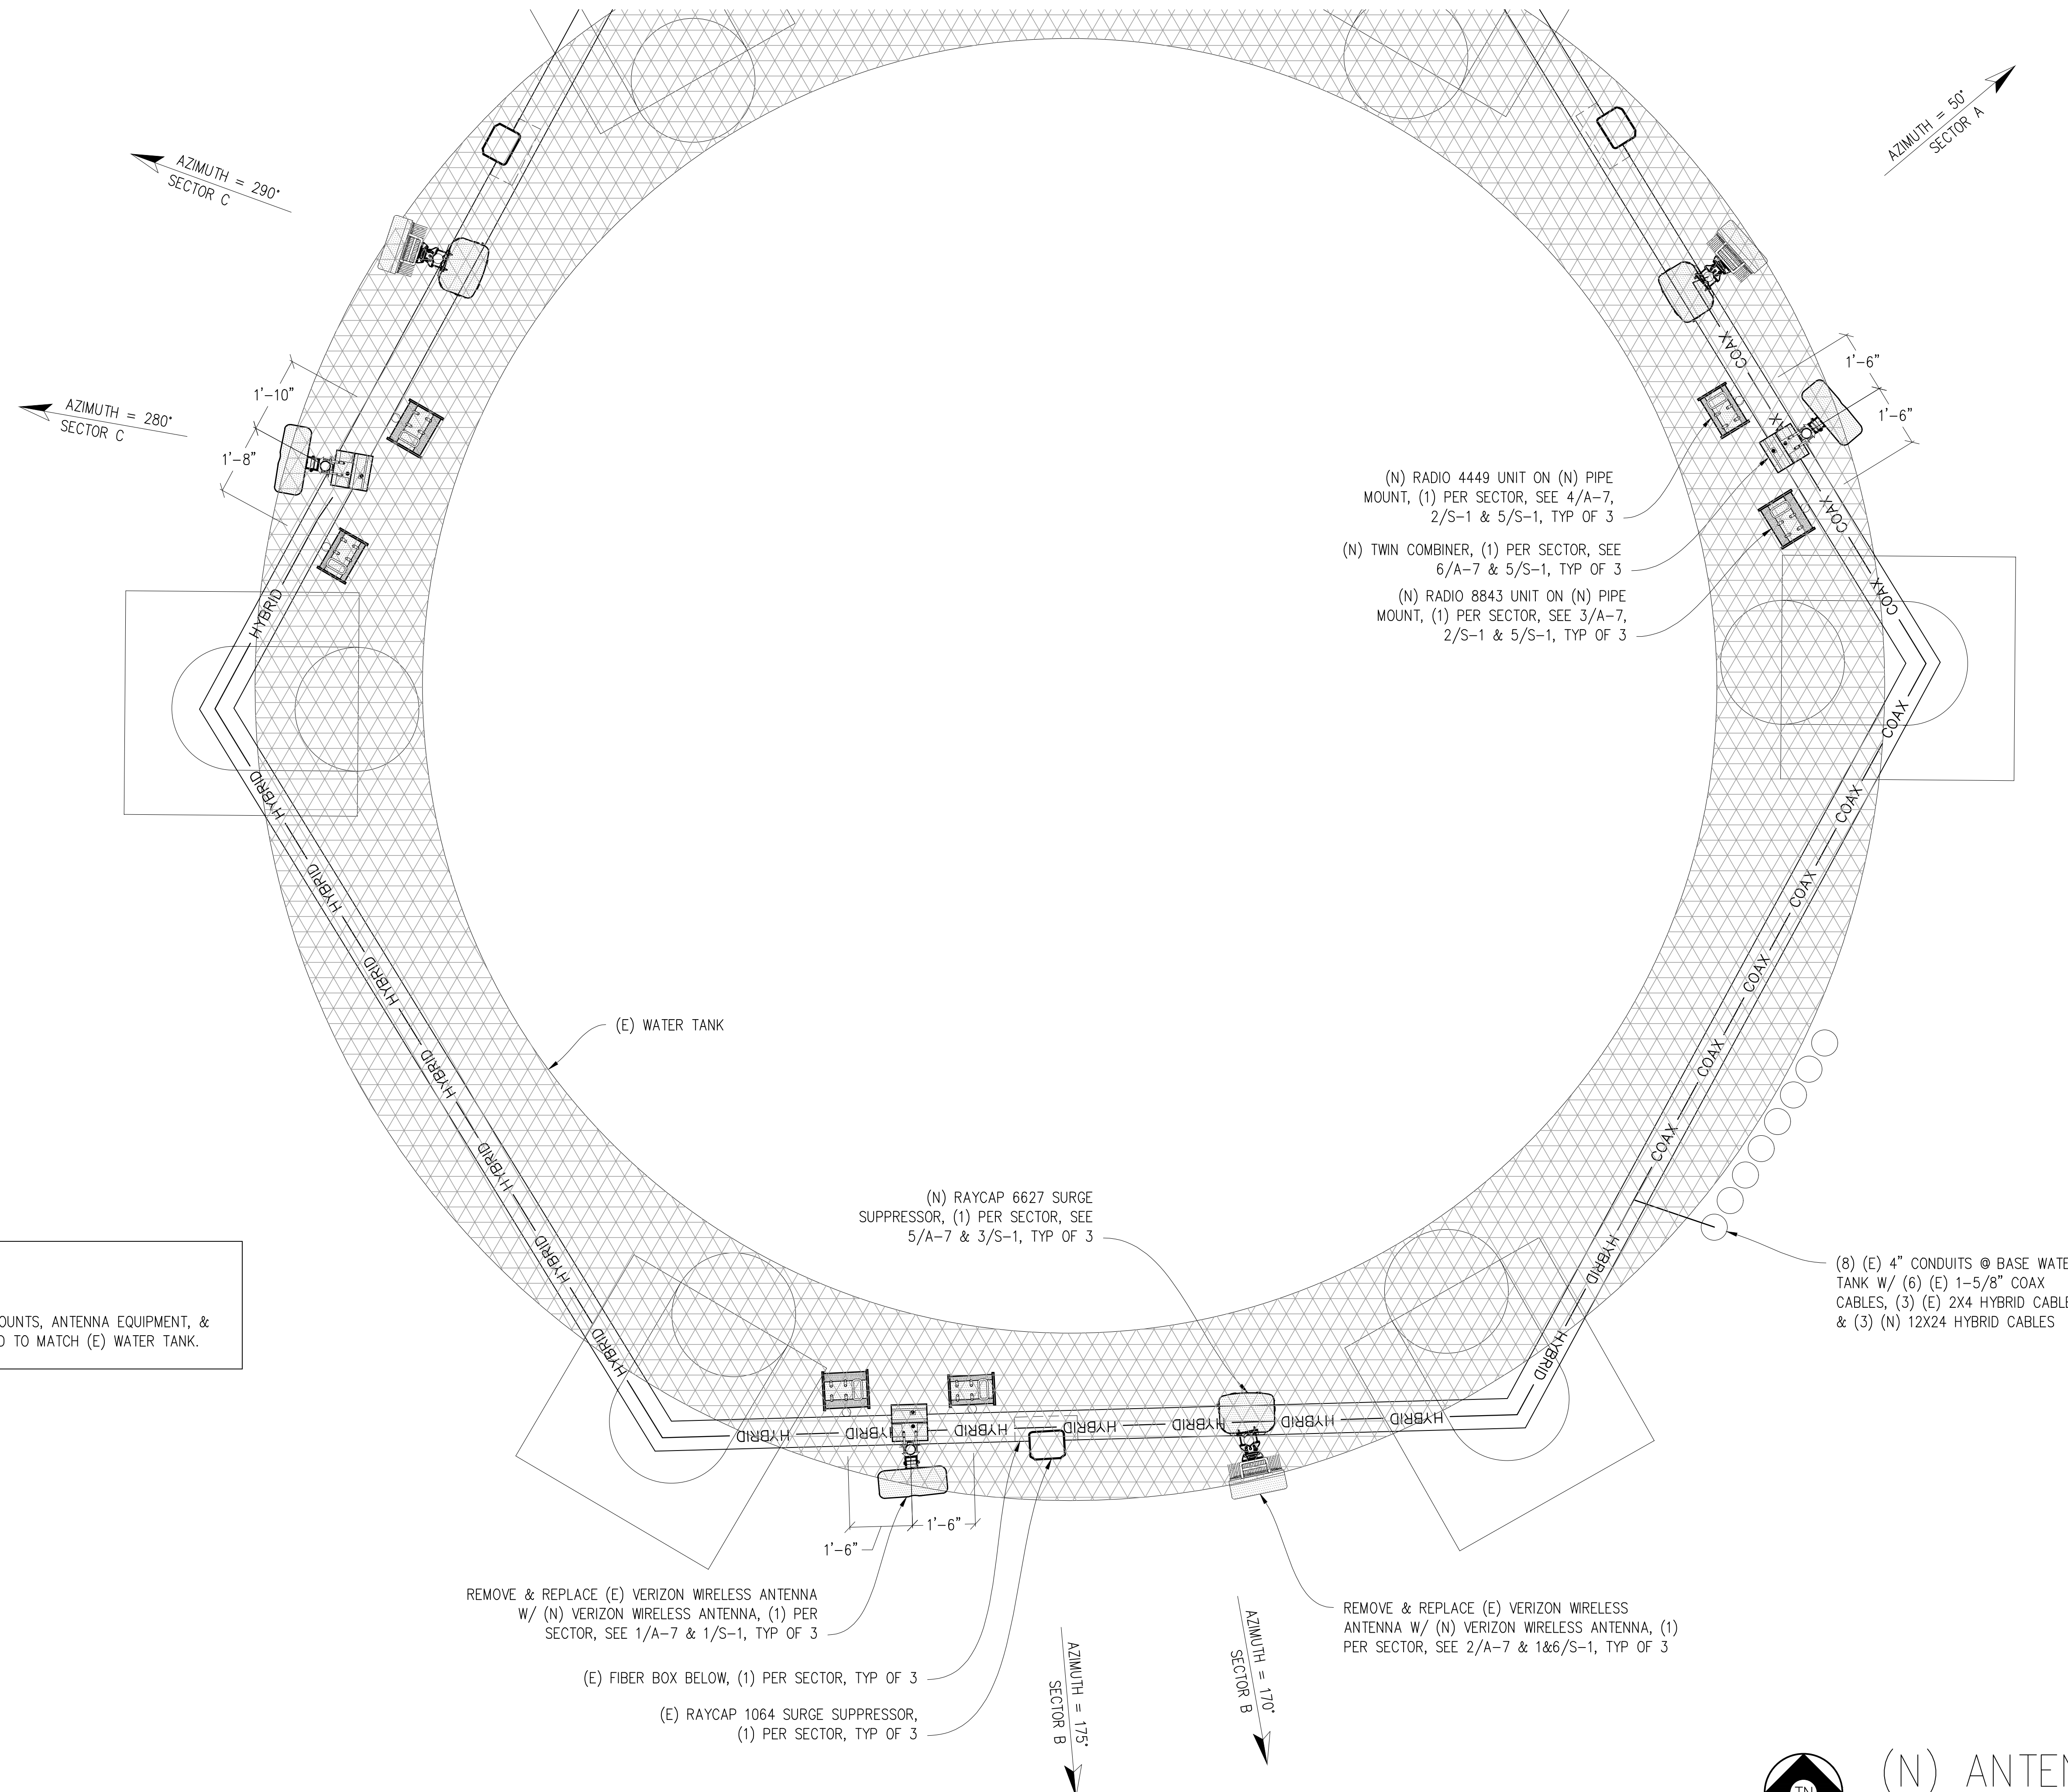 AZIMUTH = 50°
SECTOR A
AZIMUTH = 290°
SECTOR C
1'-6"
1'-6"
COAX
AX
COAX
COAX
COAX
1'-10"
1'-8"
AZIMUTH = 280°
SECTOR C
(N) RADIO 4449 UNIT ON (N) PIPE
MOUNT, (1) PER SECTOR, SEE 4/A-7,
2/S-1 & 5/S-1, TYP OF 3
(N) TWIN COMBINER, (1) PER SECTOR, SEE
6/A-7 & 5/S-1, TYP OF 3
(N) RADIO 8843 UNIT ON (N) PIPE
MOUNT, (1) PER SECTOR, SEE 3/A-7,
2/S-1 & 5/S-1, TYP OF 3
HYBRID
HYBRID
HYBRID
HYBRID
HYBRID
HYBRID
HYBRID
HYBRID
HYBRID
HYBRID
HYBRID
HYBRID
HYBRID
HYBRID
COAX
COAX
COAX
COAX
COAX
COAX
(E) WATER TANK
(N) RAYCAP 6627 SURGE
SUPPRESSOR, (1) PER SECTOR, SEE
5/A-7 & 3/S-1, TYP OF 3
HYBRID
HYBRID
HYBRID
HYBRID
HYBRID
HYBRID
HYBRID
HYBRID
HYBRID
HYBRID
(8) (E) 4" CONDUITS @ BASE WATE
TANK W/ (6) (E) 1-5/8" COAX
CABLES, (3) (E) 2X4 HYBRID CABLE
& (3) (N) 12X24 HYBRID CABLES
OUNTS, ANTENNA EQUIPMENT, &
D TO MATCH (E) WATER TANK.
1'-6"
1'-6"
REMOVE & REPLACE (E) VERIZON WIRELESS ANTENNA
W/ (N) VERIZON WIRELESS ANTENNA, (1) PER
SECTOR, SEE 1/A-7 & 1/S-1, TYP OF 3
(E) FIBER BOX BELOW, (1) PER SECTOR, TYP OF 3
(E) RAYCAP 1064 SURGE SUPPRESSOR,
(1) PER SECTOR, TYP OF 3
AZIMUTH = 175°
SECTOR B
AZIMUTH = 170°
SECTOR B
REMOVE & REPLACE (E) VERIZON WIRELESS
ANTENNA W/ (N) VERIZON WIRELESS ANTENNA, (1)
PER SECTOR, SEE 2/A-7 & 1&6/S-1, TYP OF 3
TN
(N) ANTEN